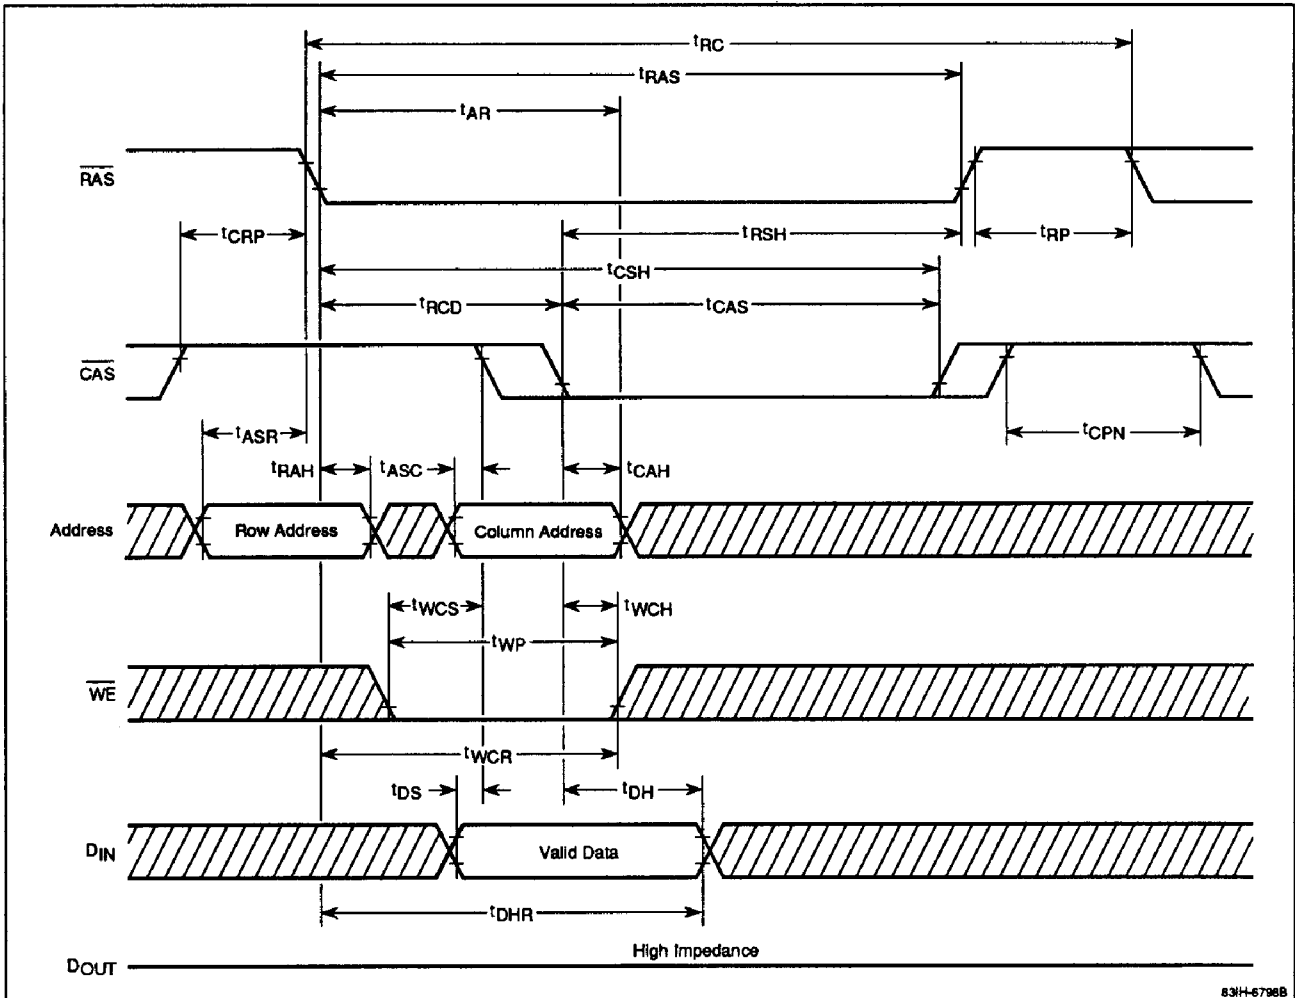 tRC
tRAS
tAR
RAS
tCRP
tRSH
tRP
tCSH
tRCD
tCAS
CAS
tASR
tCPN
tRAH
tASC
tCAH
Address
Row Address
Column Address
tWCS
tWCH
tWP
WE
tWCR
tDS
tDH
DIN
Valid Data
tDHR
High Impedance
DOUT
83IH-6798B